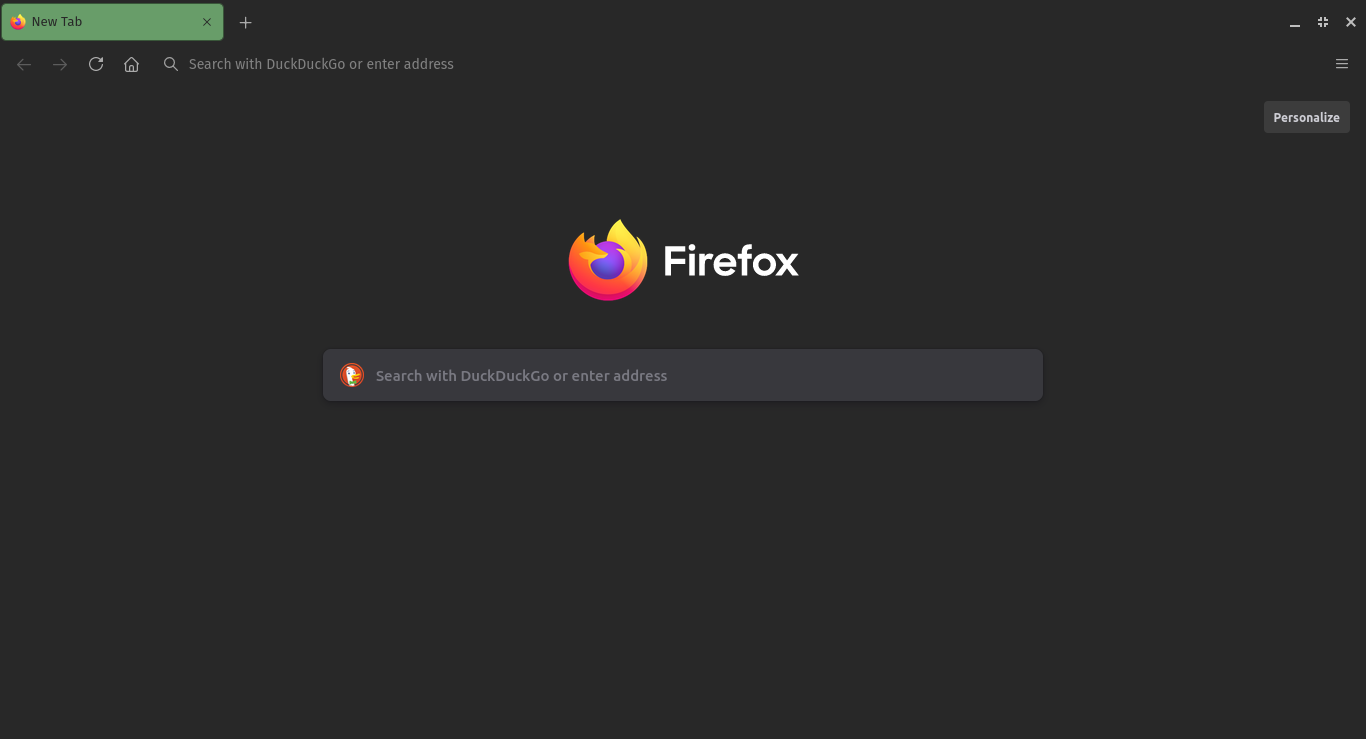 New Tab
Search with DuckDuckGo or enter address
Personalize
Firefox
Search with DuckDuckGo or enter address